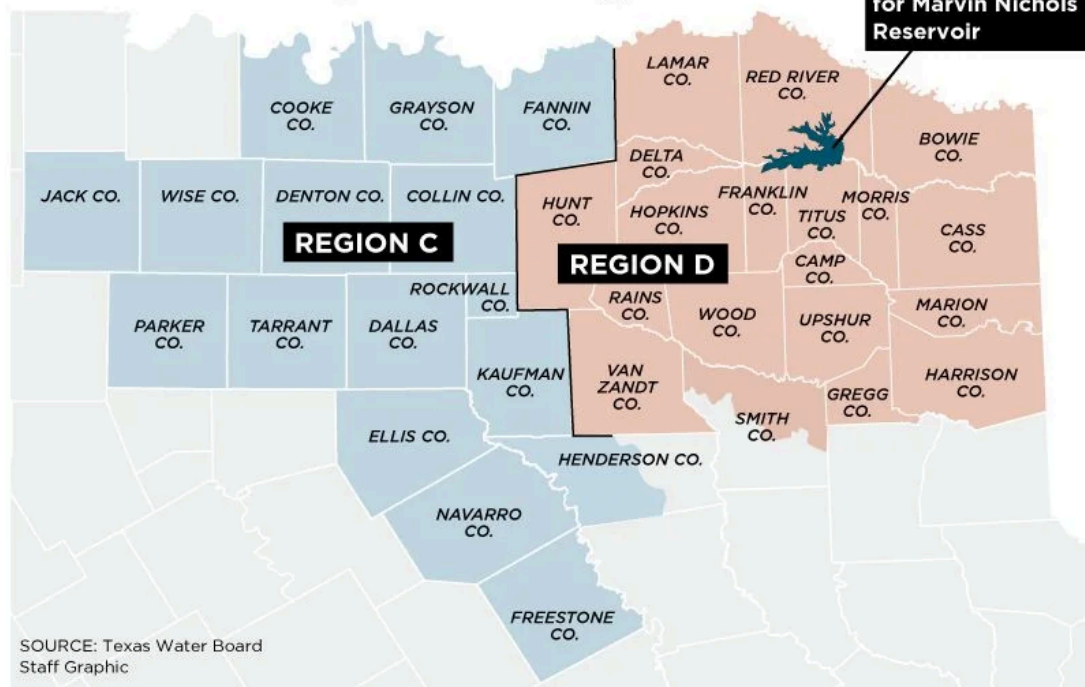 for Marvin Nichols
Reservoir
LAMAR
CO.
RED RIVER
CO.
COOKE
CO.
GRAYSON
CO.
FANNIN
CO.
BOWIE
CO.
DELTA
CO.
JACK CO.
WISE CO.
DENTON CO.
COLLIN CO.
HUNT
CO.
HOPKINS
CO.
FRANKLIN
CO.
TITUS
CO.
MORRIS
CO.
CASS
CO.
REGION C
REGION D
CAMP
CO.
ROCKWALL
CO.
RAINS
CO.
WOOD
CO.
UPSHUR
CO.
MARION
CO.
PARKER
CO.
TARRANT
CO.
DALLAS
CO.
KAUFMAN
CO.
VAN
ZANDT
CO.
HARRISON
CO.
GREGG
CO.
SMITH
CO.
ELLIS CO.
HENDERSON CO.
NAVARRO
CO.
FREESTONE
CO.
SOURCE: Texas Water Board
Staff Graphic